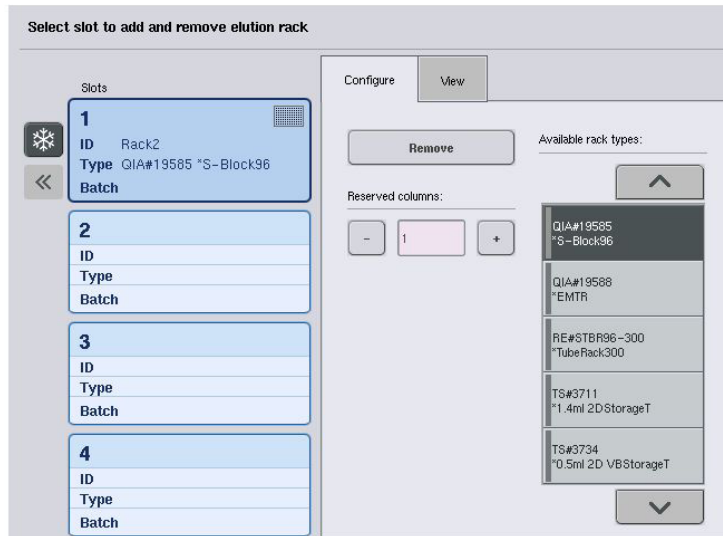 Select slot to add and remove elution rack
Slots
1
ID Rack2
Type QIA#19585 *S-Block96
Batch
2
ID
Type
Batch
3
ID
Type
Batch
4
ID
Type
Batch
Configure
View
Remove
Reserved columns:
-
1
+
Available rack types:
QIA#19585
*S-Block96
QIA#19588
*EMTR
RE#STBR96-300
*TubeRack300
TS#3711
*1.4ml 2DStorageT
TS#3734
*0.5ml 2D VBStorageT